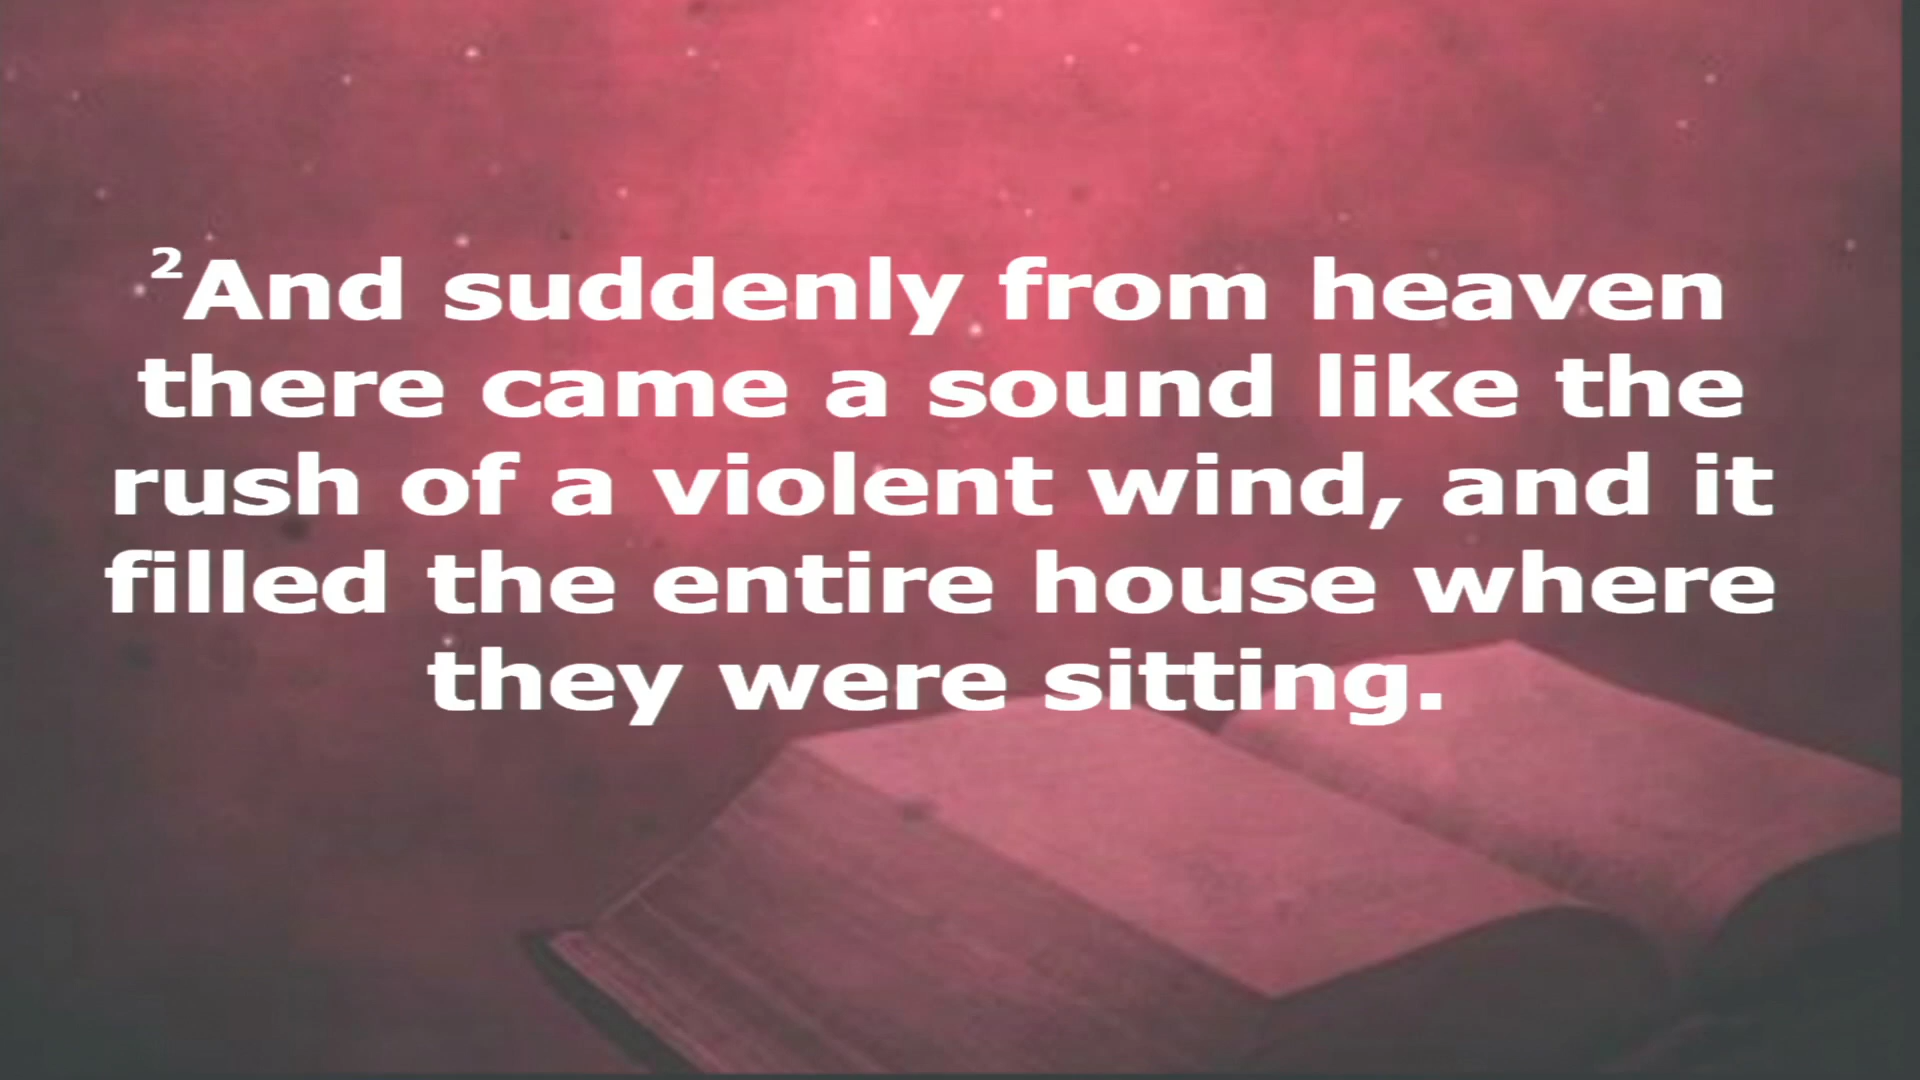 ²And suddenly from heaven
there came a sound like the
rush of a violent wind, and it
filled the entire house where
they were sitting.